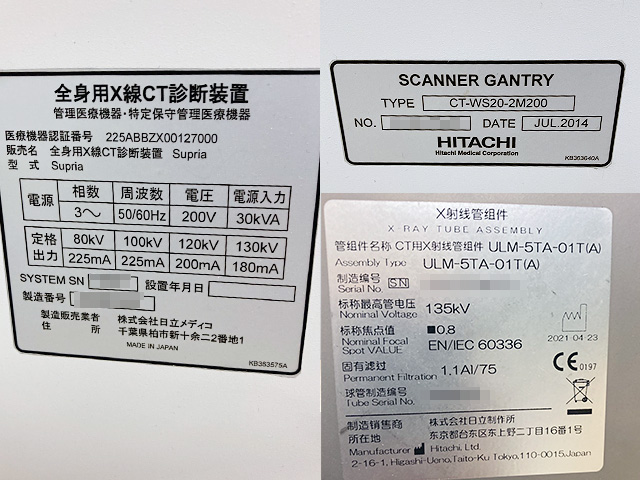 全身用X線CT診断装置
管理医療機器・特定保守管理医療機器
医療機器認証番号 225ABBZX00127000
販売名 全身用X線CT診断装置 Supria
型式 Supria
電源 相数 周波数 電圧 電源入力
3～ 50/60Hz 200V 30kVA
定格出力 80kV 100kV 120kV 130kV
225mA 225mA 200mA 180mA
SYSTEM SN 設置年月日
製造番号
製造販売業者 株式会社日立メディコ
住所 千葉県柏市新十余二2番地1
MADE IN JAPAN
KB363575A
SCANNER GANTRY
TYPE CT-WS20-2M200
NO. DATE JUL.2014
HITACHI
Hitachi Medical Corporation
KB363640A
X射线管组件
X-RAY TUBE ASSEMBLY
管组件名称 CT用X射线管组件 ULM-5TA-01T(A)
Assembly Type ULM-5TA-01T(A)
制造编号
Serial No. SN
标称最高管电压
Nominal Voltage 135kV
标称焦点值 ■0.8
Nominal Focal Spot VALUE EN/IEC 60336
2021-04-23
固有滤过
Permanent Filtration 1.1Al/75
CE 0197
球管制造编号
Tube Serial No.
制造销售商 株式会社日立制作所
所在地 东京都台东区东上野二丁目16番1号
Manufacturer Hitachi, Ltd.
2-16-1, Higashi-Ueno, Taito-Ku Tokyo, 110-0015, Japan